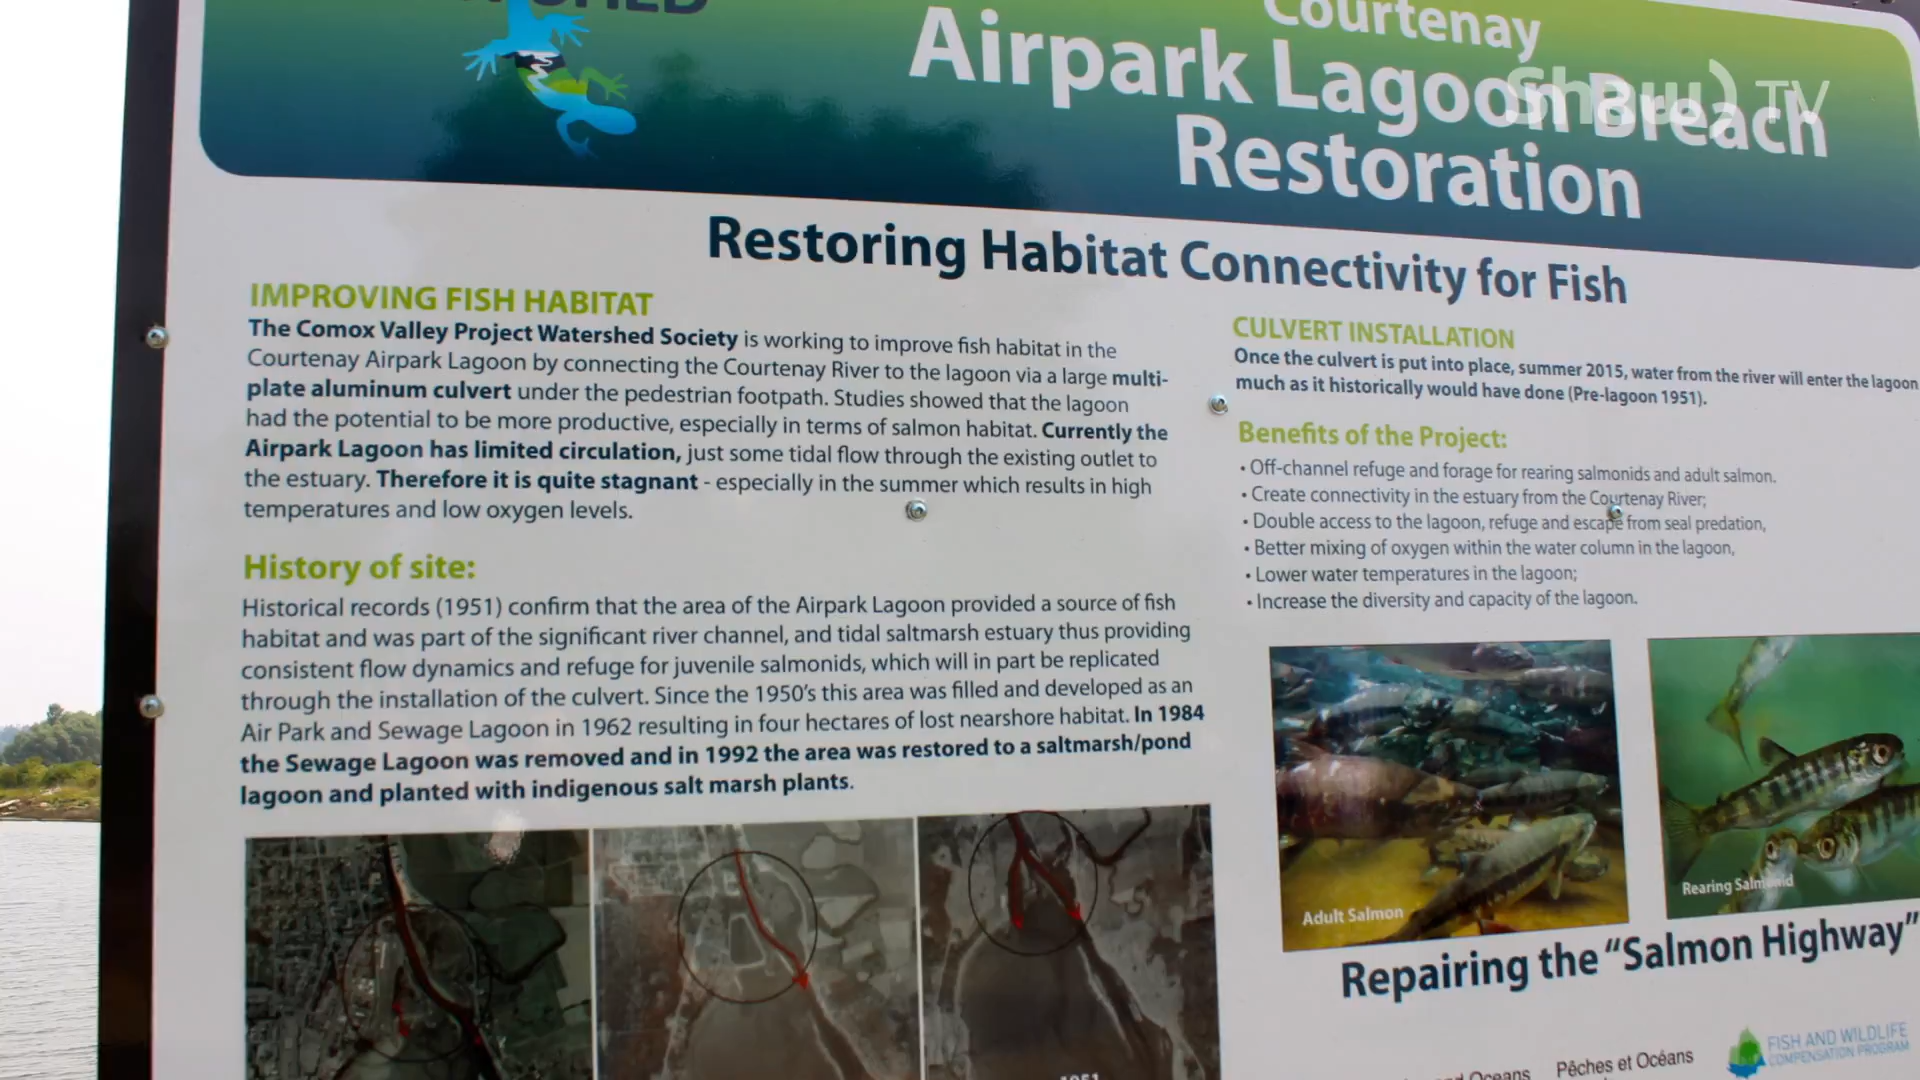 Courtenay
Airpark Lagoon Breach
Restoration
Shaw) TV
Restoring Habitat Connectivity for Fish
IMPROVING FISH HABITAT
The Comox Valley Project Watershed Society is working to improve fish habitat in the
Courtenay Airpark Lagoon by connecting the Courtenay River to the lagoon via a large multi-
plate aluminum culvert under the pedestrian footpath. Studies showed that the lagoon
had the potential to be more productive, especially in terms of salmon habitat. Currently the
Airpark Lagoon has limited circulation, just some tidal flow through the existing outlet to
the estuary. Therefore it is quite stagnant - especially in the summer which results in high
temperatures and low oxygen levels.
History of site:
Historical records (1951) confirm that the area of the Airpark Lagoon provided a source of fish
habitat and was part of the significant river channel, and tidal saltmarsh estuary thus providing
consistent flow dynamics and refuge for juvenile salmonids, which will in part be replicated
through the installation of the culvert. Since the 1950's this area was filled and developed as an
Air Park and Sewage Lagoon in 1962 resulting in four hectares of lost nearshore habitat. In 1984
the Sewage Lagoon was removed and in 1992 the area was restored to a saltmarsh/pond
lagoon and planted with indigenous salt marsh plants.
CULVERT INSTALLATION
Once the culvert is put into place, summer 2015, water from the river will enter the lagoon
much as it historically would have done (Pre-lagoon 1951).
Benefits of the Project:
• Off-channel refuge and forage for rearing salmonids and adult salmon.
• Create connectivity in the estuary from the Courtenay River;
• Double access to the lagoon, refuge and escape from seal predation,
• Better mixing of oxygen within the water column in the lagoon,
• Lower water temperatures in the lagoon;
• Increase the diversity and capacity of the lagoon.
Adult Salmon
Rearing Salmonid
Repairing the "Salmon Highway"
Oceans
Pêches et Océans
FISH AND WILDLIFE
COMPENSATION PROGRAM